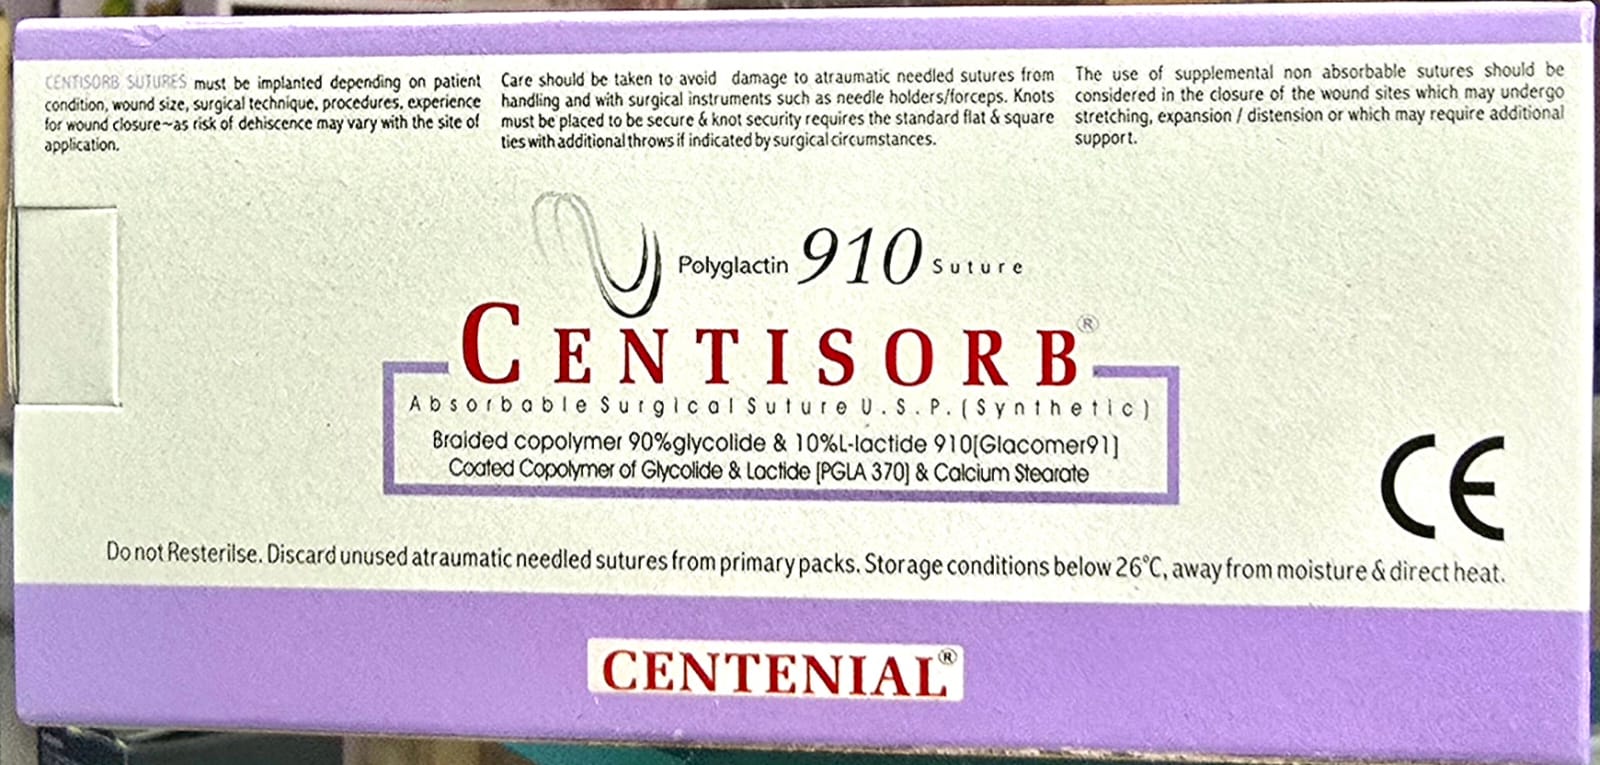 CENTISORB SUTURES must be implanted depending on patient
condition, wound size, surgical technique, procedures, experience
for wound closure~as risk of dehiscence may vary with the site of
application.
Care should be taken to avoid damage to atraumatic needled sutures from
handling and with surgical instruments such as needle holders/forceps. Knots
must be placed to be secure & knot security requires the standard flat & square
ties with additional throws if indicated by surgical circumstances.
The use of supplemental non absorbable sutures should be
considered in the closure of the wound sites which may undergo
stretching, expansion / distension or which may require additional
support.
Polyglactin 910 Suture
CENTISORB®
Absorbable Surgical Suture U.S.P. (Synthetic)
Braided copolymer 90%glycolide & 10%L-lactide 910[Glacomer91]
Coated Copolymer of Glycolide & Lactide [PGLA 370] & Calcium Stearate
CE
Do not Resterilse. Discard unused atraumatic needled sutures from primary packs. Storage conditions below 26°C, away from moisture & direct heat.
CENTENIAL®